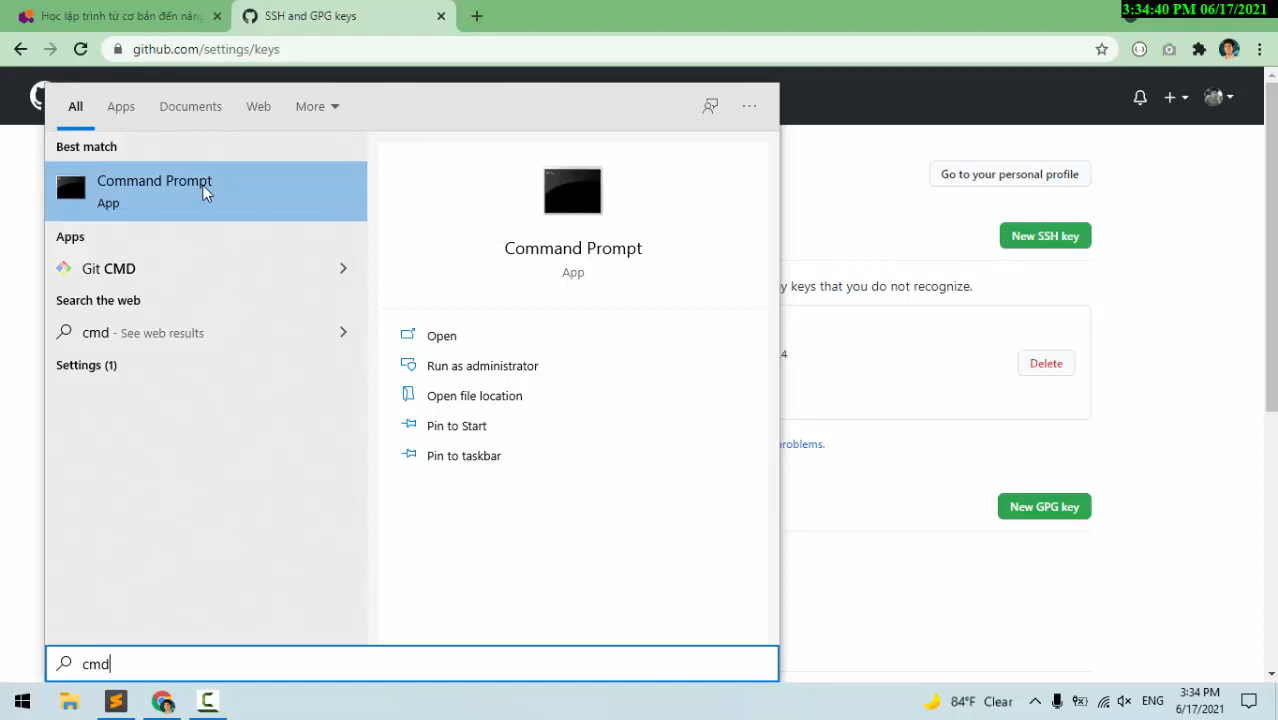 Học lập trình từ cơ bản đến nâng
SSH and GPG keys
3:34:40 PM 06/17/2021
github.com/settings/keys
All
Apps
Documents
Web
More
Best match
Command Prompt
App
Apps
Git CMD
Search the web
cmd - See web results
Settings (1)
Command Prompt
App
Open
Run as administrator
Open file location
Pin to Start
Pin to taskbar
Go to your personal profile
New SSH key
y keys that you do not recognize.
4
Delete
problems.
New GPG key
cmd
84°F Clear
ENG
3:34 PM
6/17/2021